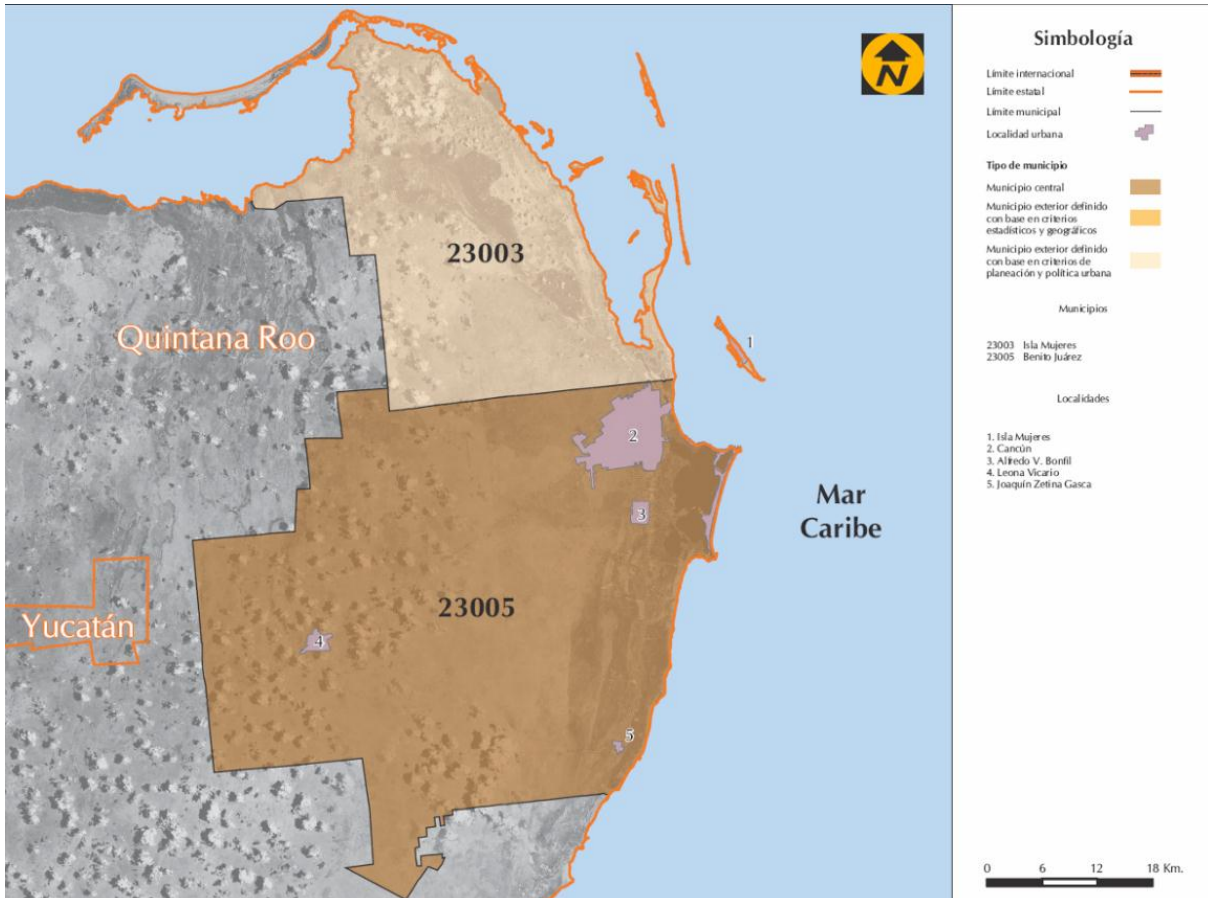 N
23003
Quintana Roo
1
2
3
Mar
Caribe
23005
Yucatán
4
5
Simbología
Límite internacional
Límite estatal
Límite municipal
Localidad urbana
Tipo de municipio
Municipio central
Municipio exterior definido
con base en criterios
estadísticos y geográficos
Municipio exterior definido
con base en criterios de
planeación y política urbana
Municipios
23003 Isla Mujeres
23005 Benito Juárez
Localidades
1. Isla Mujeres
2. Cancún
3. Alfredo V. Bonfil
4. Leona Vicario
5. Joaquín Zetina Gasca
0 6 12 18 Km.